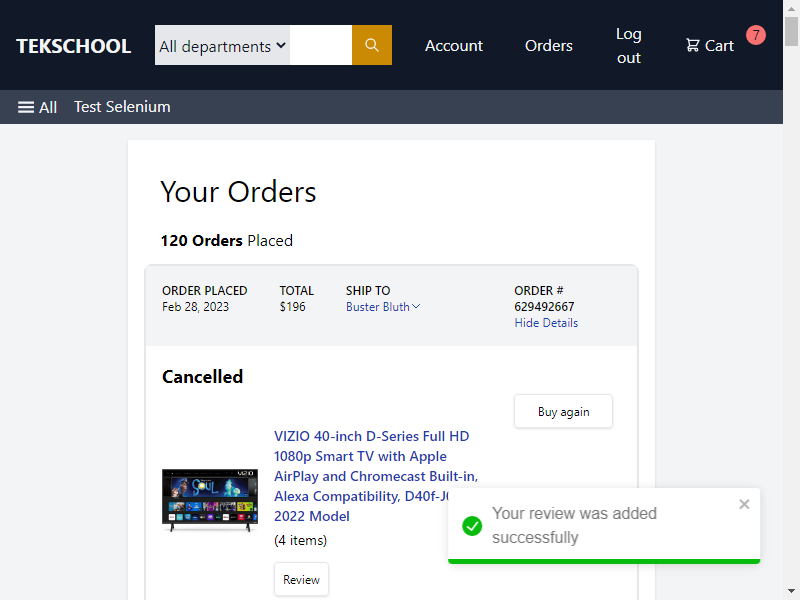 TEKSCHOOL
All departments
Account
Orders
Log
out
Cart
7
All
Test Selenium
Your Orders
120 Orders Placed
ORDER PLACED
Feb 28, 2023
TOTAL
$196
SHIP TO
Buster Bluth
ORDER #
629492667
Hide Details
Cancelled
Buy again
VIZIO
SOUL
VIZIO 40-inch D-Series Full HD
1080p Smart TV with Apple
AirPlay and Chromecast Built-in,
Alexa Compatibility,
2022 Model
(4 items)
Review
Your review was added
successfully